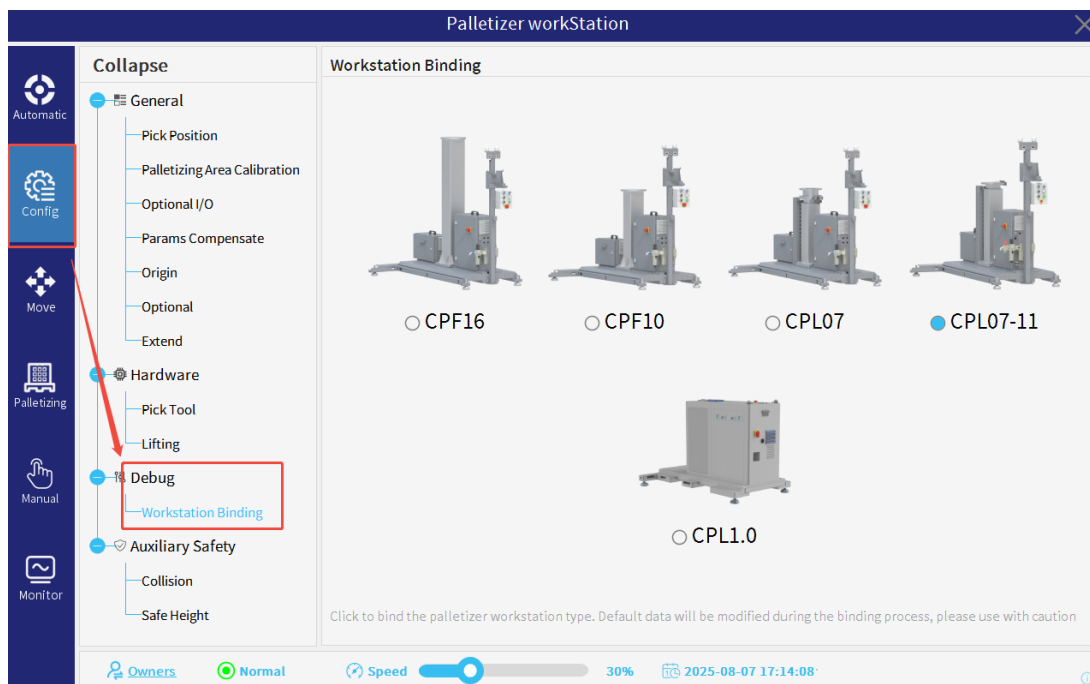 Palletizer workStation
Automatic
Config
Move
Palletizing
Manual
Monitor
Collapse
General
Pick Position
Palletizing Area Calibration
Optional I/O
Params Compensate
Origin
Optional
Extend
Hardware
Pick Tool
Lifting
Debug
Workstation Binding
Auxiliary Safety
Collision
Safe Height
Workstation Binding
CPF16
CPF10
CPL07
CPL07-11
CPL1.0
Click to bind the palletizer workstation type. Default data will be modified during the binding process, please use with caution
Owners
Normal
Speed
30%
2025-08-07 17:14:08